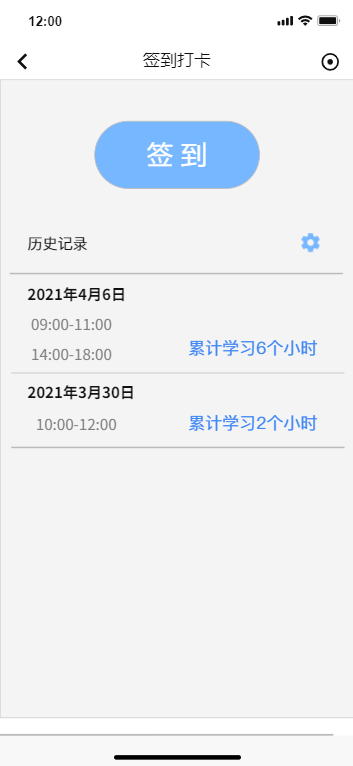 12:00
签到打卡
签 到
历史记录
2021年4月6日
09:00-11:00
14:00-18:00
累计学习6个小时
2021年3月30日
10:00-12:00
累计学习2个小时